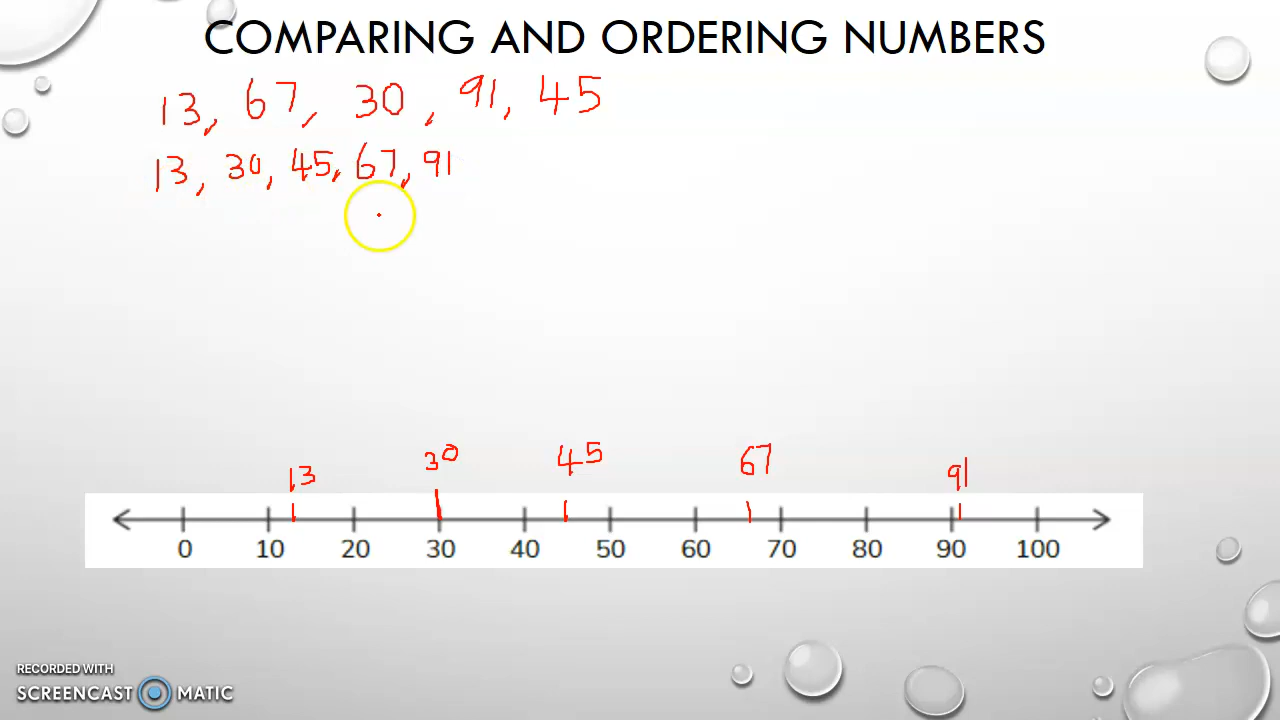 COMPARING AND ORDERING NUMBERS
13, 67, 30, 91, 45
13, 30, 45, 67, 91
13 30 45 67 91
0 10 20 30 40 50 60 70 80 90 100
RECORDED WITH
SCREENCAST MATIC